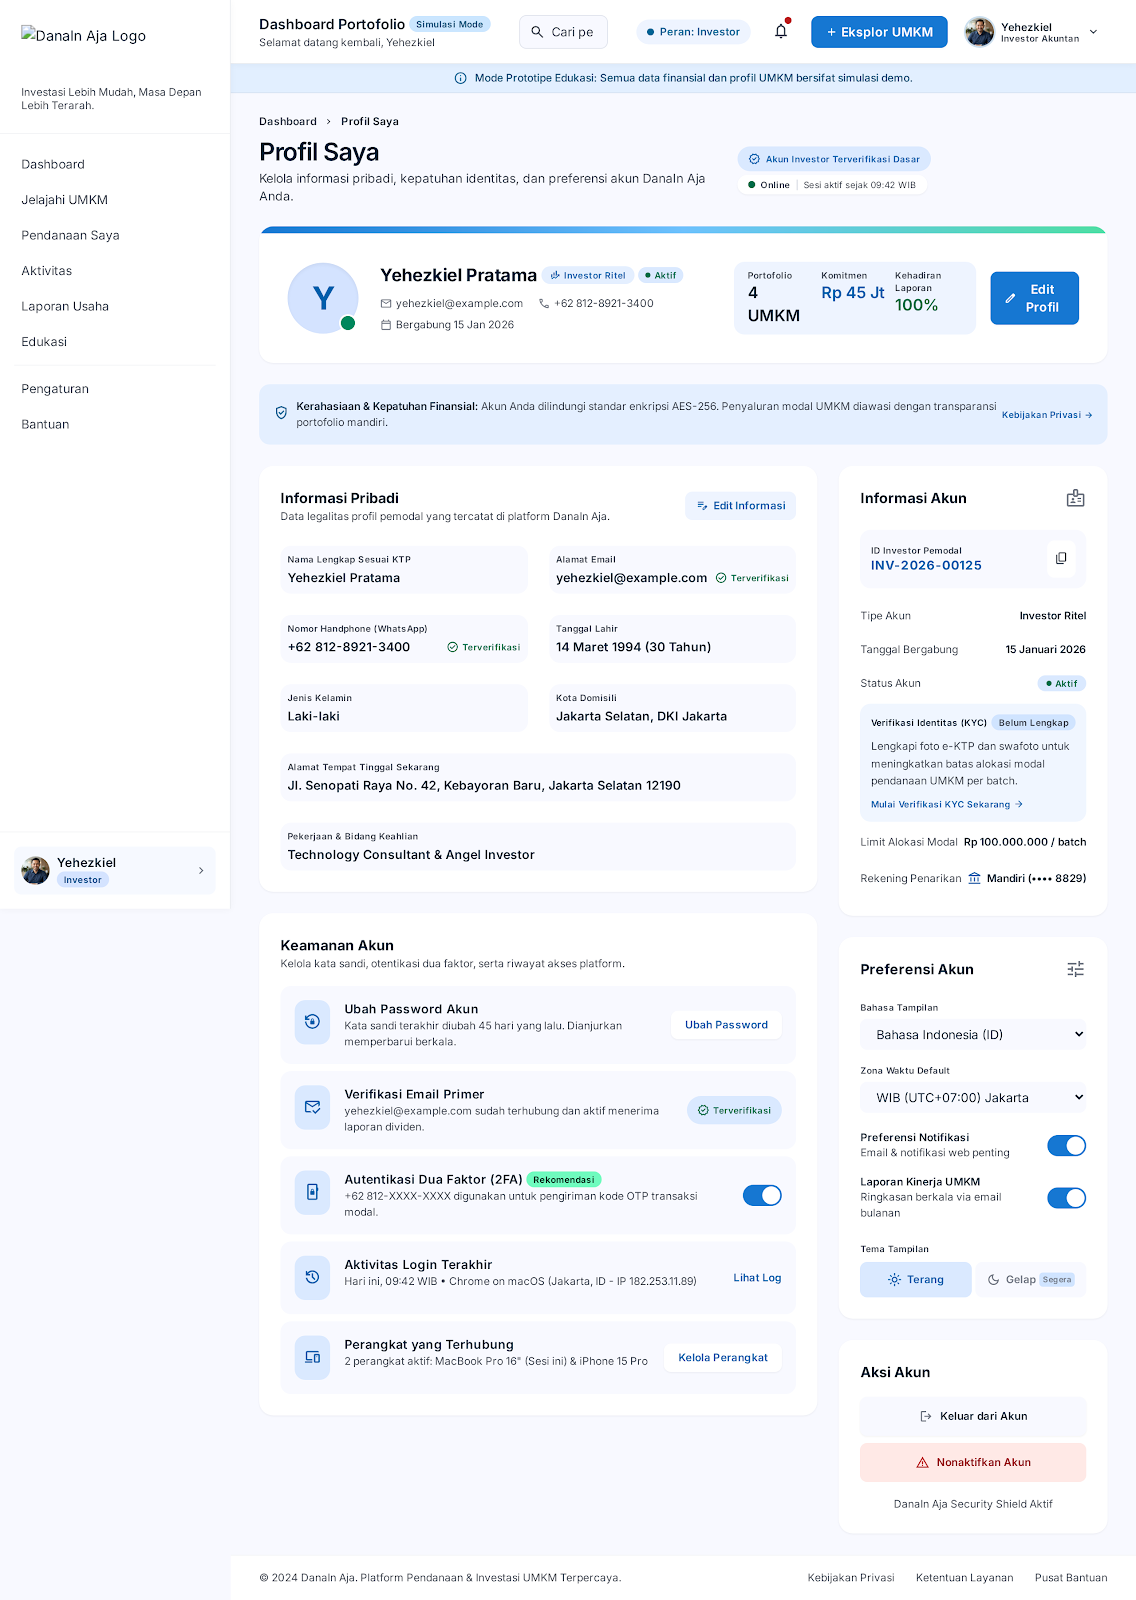 DanaIn Aja Logo
Investasi Lebih Mudah, Masa Depan
Lebih Terarah.
Dashboard
Jelajahi UMKM
Pendanaan Saya
Aktivitas
Laporan Usaha
Edukasi
Pengaturan
Bantuan
Yehezkiel
Investor
Dashboard Portofolio Simulasi Mode
Selamat datang kembali, Yehezkiel
Cari pe
Peran: Investor
+ Eksplor UMKM
Yehezkiel
Investor Akuntan
Mode Prototipe Edukasi: Semua data finansial dan profil UMKM bersifat simulasi demo.
Dashboard > Profil Saya
Profil Saya
Kelola informasi pribadi, kepatuhan identitas, dan preferensi akun DanaIn Aja
Anda.
Akun Investor Terverifikasi Dasar
Online | Sesi aktif sejak 09:42 WIB
Y
Yehezkiel Pratama Investor Ritel Aktif
yehezkiel@example.com +62 812-8921-3400
Bergabung 15 Jan 2026
Portofolio
4
UMKM
Komitmen
Rp 45 Jt
Kehadiran
Laporan
100%
Edit
Profil
Kerahasiaan & Kepatuhan Finansial: Akun Anda dilindungi standar enkripsi AES-256. Penyaluran modal UMKM diawasi dengan transparansi
portofolio mandiri.
Kebijakan Privasi →
Informasi Pribadi
Data legalitas profil pemodal yang tercatat di platform DanaIn Aja.
Edit Informasi
Nama Lengkap Sesuai KTP
Yehezkiel Pratama
Alamat Email
yehezkiel@example.com Terverifikasi
Nomor Handphone (WhatsApp)
+62 812-8921-3400 Terverifikasi
Tanggal Lahir
14 Maret 1994 (30 Tahun)
Jenis Kelamin
Laki-laki
Kota Domisili
Jakarta Selatan, DKI Jakarta
Alamat Tempat Tinggal Sekarang
Jl. Senopati Raya No. 42, Kebayoran Baru, Jakarta Selatan 12190
Pekerjaan & Bidang Keahlian
Technology Consultant & Angel Investor
Keamanan Akun
Kelola kata sandi, otentikasi dua faktor, serta riwayat akses platform.
Ubah Password Akun
Kata sandi terakhir diubah 45 hari yang lalu. Dianjurkan
memperbarui berkala.
Ubah Password
Verifikasi Email Primer
yehezkiel@example.com sudah terhubung dan aktif menerima
laporan dividen.
Terverifikasi
Autentikasi Dua Faktor (2FA) Rekomendasi
+62 812-XXXX-XXXX digunakan untuk pengiriman kode OTP transaksi
modal.
Aktivitas Login Terakhir
Hari ini, 09:42 WIB • Chrome on macOS (Jakarta, ID - IP 182.253.11.89)
Lihat Log
Perangkat yang Terhubung
2 perangkat aktif: MacBook Pro 16" (Sesi ini) & iPhone 15 Pro
Kelola Perangkat
Informasi Akun
ID Investor Pemodal
INV-2026-00125
Tipe Akun Investor Ritel
Tanggal Bergabung 15 Januari 2026
Status Akun Aktif
Verifikasi Identitas (KYC) Belum Lengkap
Lengkapi foto e-KTP dan swafoto untuk
meningkatkan batas alokasi modal
pendanaan UMKM per batch.
Mulai Verifikasi KYC Sekarang →
Limit Alokasi Modal Rp 100.000.000 / batch
Rekening Penarikan Mandiri (•••• 8829)
Preferensi Akun
Bahasa Tampilan
Bahasa Indonesia (ID)
Zona Waktu Default
WIB (UTC+07:00) Jakarta
Preferensi Notifikasi
Email & notifikasi web penting
Laporan Kinerja UMKM
Ringkasan berkala via email
bulanan
Tema Tampilan
Terang
Gelap Segera
Aksi Akun
Keluar dari Akun
Nonaktifkan Akun
DanaIn Aja Security Shield Aktif
© 2024 DanaIn Aja. Platform Pendanaan & Investasi UMKM Terpercaya.
Kebijakan Privasi Ketentuan Layanan Pusat Bantuan